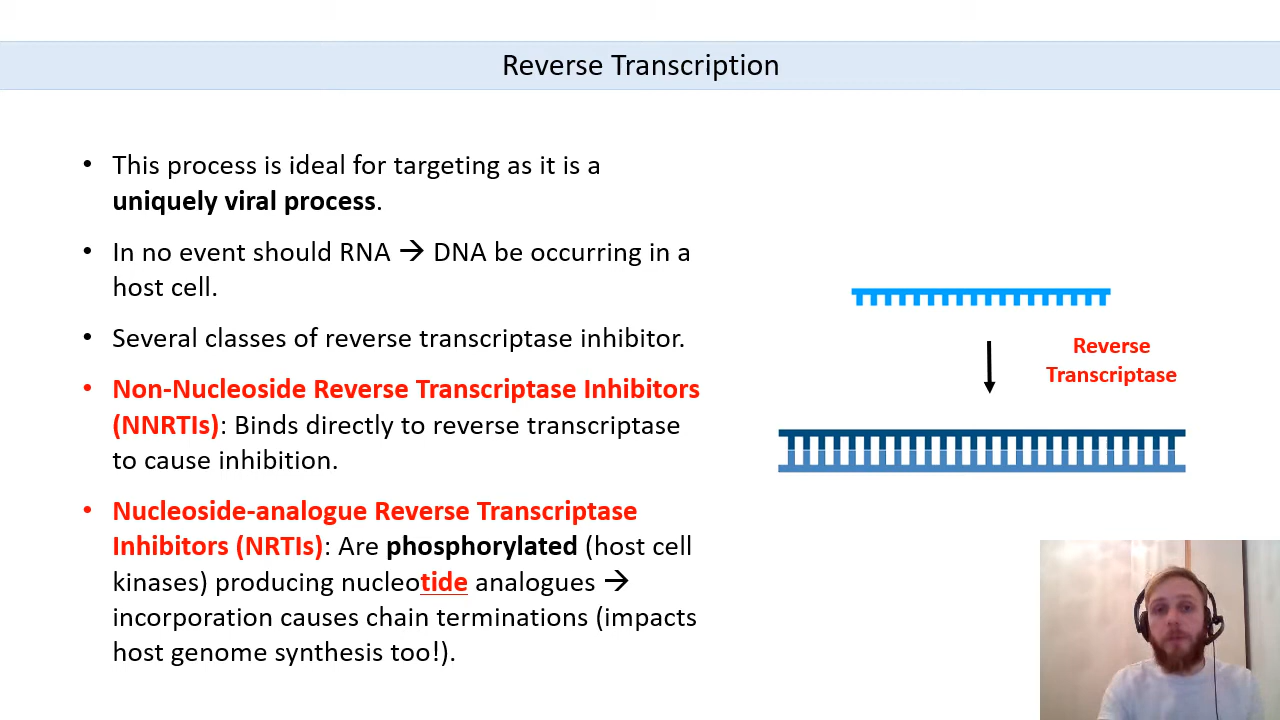 Reverse Transcription
• This process is ideal for targeting as it is a
uniquely viral process.
• In no event should RNA → DNA be occurring in a
host cell.
• Several classes of reverse transcriptase inhibitor.
• Non-Nucleoside Reverse Transcriptase Inhibitors
(NNRTIs): Binds directly to reverse transcriptase
to cause inhibition.
• Nucleoside-analogue Reverse Transcriptase
Inhibitors (NRTIs): Are phosphorylated (host cell
kinases) producing nucleotide analogues →
incorporation causes chain terminations (impacts
host genome synthesis too!).
Reverse
Transcriptase